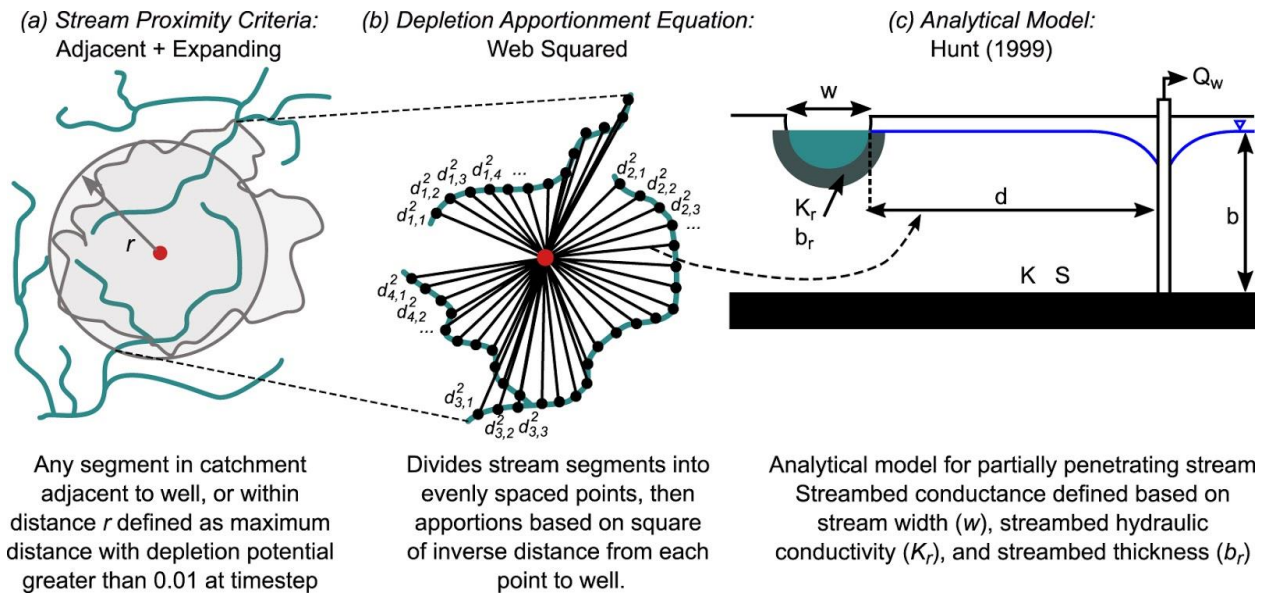 (a) Stream Proximity Criteria:
Adjacent + Expanding
r
Any segment in catchment
adjacent to well, or within
distance r defined as maximum
distance with depletion potential
greater than 0.01 at timestep
(b) Depletion Apportionment Equation:
Web Squared
d²1,1
d²1,2
d²1,3
d²1,4
...
d²2,1
d²2,2
d²2,3
...
d²4,1
d²4,2
...
d²3,1
d²3,2
d²3,3
Divides stream segments into
evenly spaced points, then
apportions based on square
of inverse distance from each
point to well.
(c) Analytical Model:
Hunt (1999)
w
Qw
Kr
br
d
b
K S
Analytical model for partially penetrating stream
Streambed conductance defined based on
stream width (w), streambed hydraulic
conductivity (Kr), and streambed thickness (br)